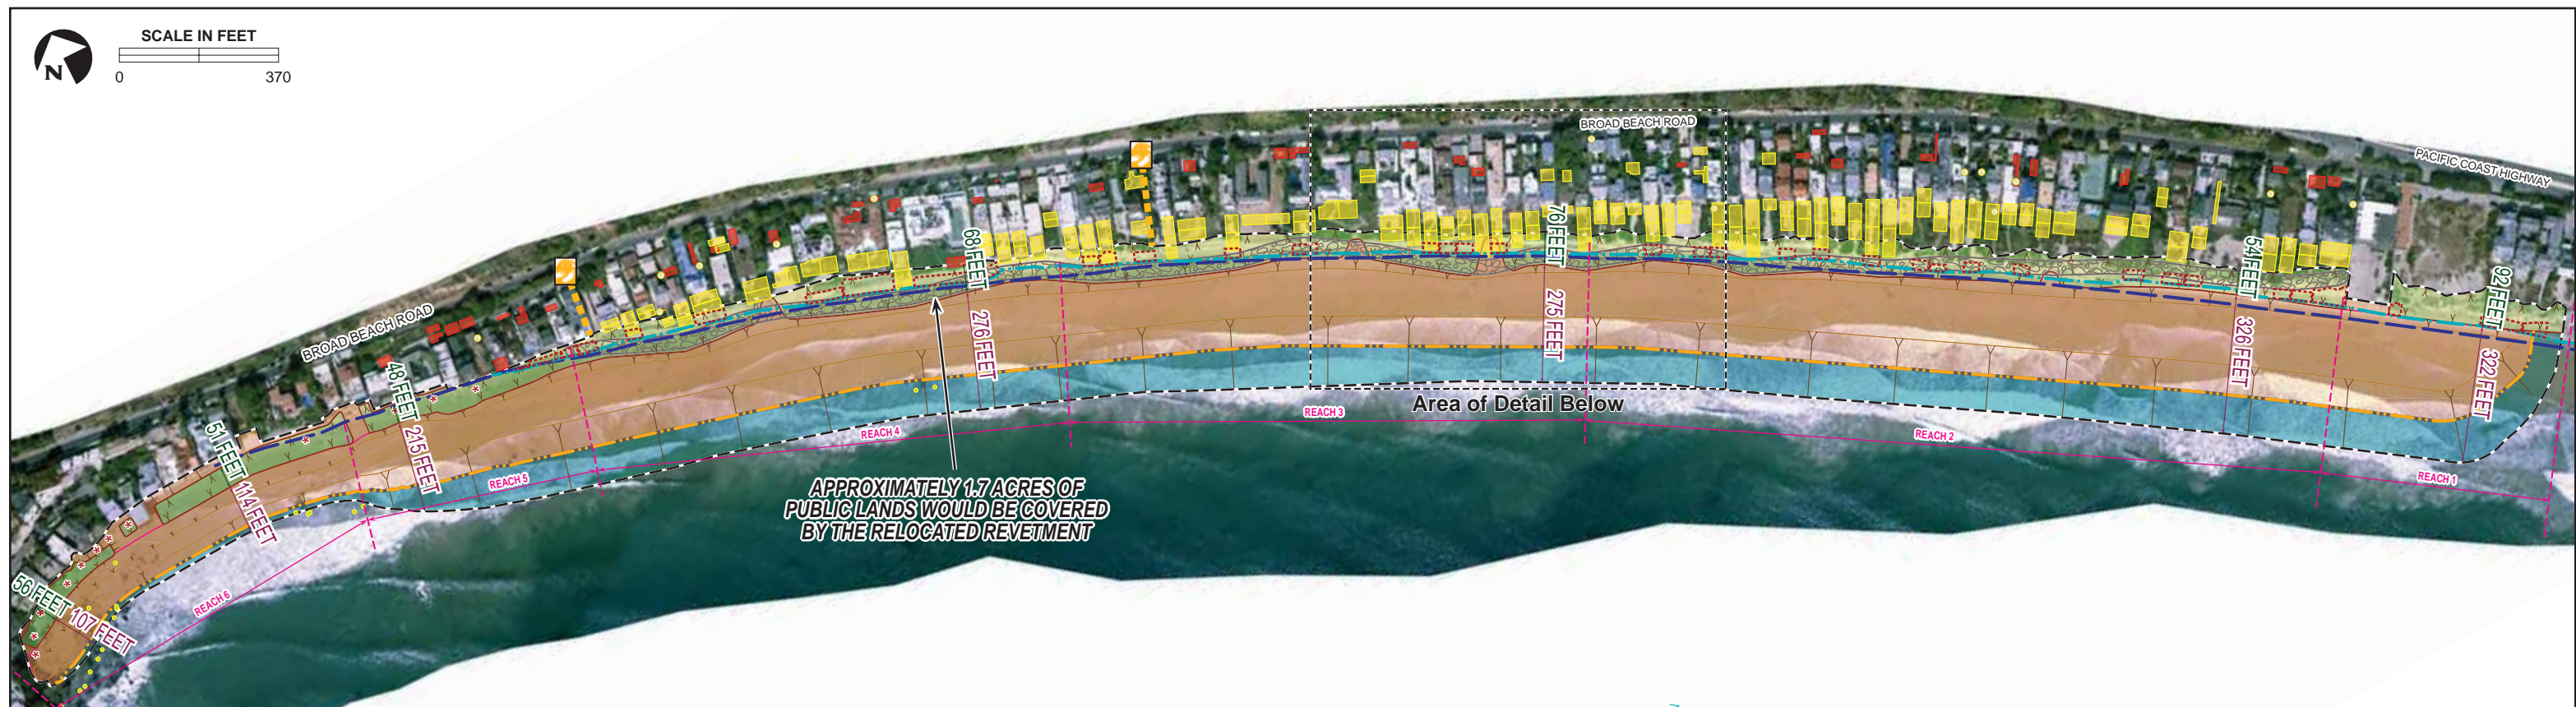 SCALE IN FEET
0
370
N
BROAD BEACH ROAD
PACIFIC COAST HIGHWAY
BROAD BEACH ROAD
68 FEET
76 FEET
54 FEET
92 FEET
48 FEET
51 FEET
56 FEET
276 FEET
275 FEET
326 FEET
322 FEET
215 FEET
114 FEET
107 FEET
Area of Detail Below
REACH 3
REACH 4
REACH 2
REACH 1
REACH 5
REACH 6
APPROXIMATELY 1.7 ACRES OF
PUBLIC LANDS WOULD BE COVERED
BY THE RELOCATED REVETMENT